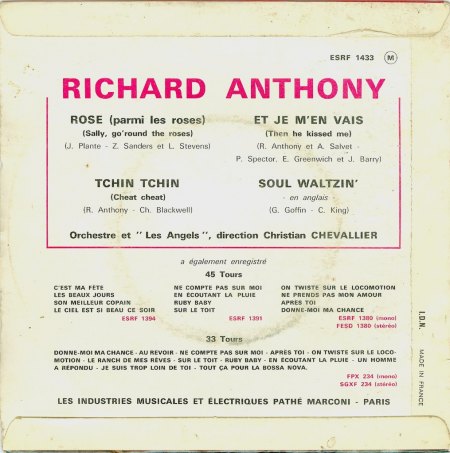 ESRF 1433 M
RICHARD ANTHONY
ROSE (parmi les roses)
(Sally, go'round the roses)
(J. Plante - Z. Sanders et L. Stevens)
ET JE M'EN VAIS
(Then he kissed me)
(R. Anthony et A. Salvet -
P. Spector, E. Greenwich et J. Barry)
TCHIN TCHIN
(Cheat cheat)
(R. Anthony - Ch. Blackwell)
SOUL WALTZIN'
- en anglais -
(G. Goffin - C. King)
Orchestre et " Les Angels ", direction Christian CHEVALLIER
a également enregistré
45 Tours
C'EST MA FÊTE
LES BEAUX JOURS
SON MEILLEUR COPAIN
LE CIEL EST SI BEAU CE SOIR
ESRF 1394
NE COMPTE PAS SUR MOI
EN ÉCOUTANT LA PLUIE
RUBY BABY
SUR LE TOIT
ESRF 1391
ON TWISTE SUR LE LOCOMOTION
NE PRENDS PAS MON AMOUR
APRES TOI
DONNE-MOI MA CHANCE
ESRF 1380 (mono)
FESD 1380 (stéréo)
33 Tours
DONNE-MOI MA CHANCE - AU REVOIR - NE COMPTE PAS SUR MOI - APRES TOI - ON TWISTE SUR LE LOCO-
MOTION - LE RANCH DE MES RÊVES - SUR LE TOIT - RUBY BABY - EN ÉCOUTANT LA PLUIE - UN HOMME
A RÉPONDU - JE SUIS TROP LOIN DE TOI - TOUT ÇA POUR LA BOSSA NOVA.
FPX 234 (mono)
SGXF 234 (stéréo)
LES INDUSTRIES MUSICALES ET ÉLECTRIQUES PATHÉ MARCONI - PARIS
I.D.N.
MADE IN FRANCE